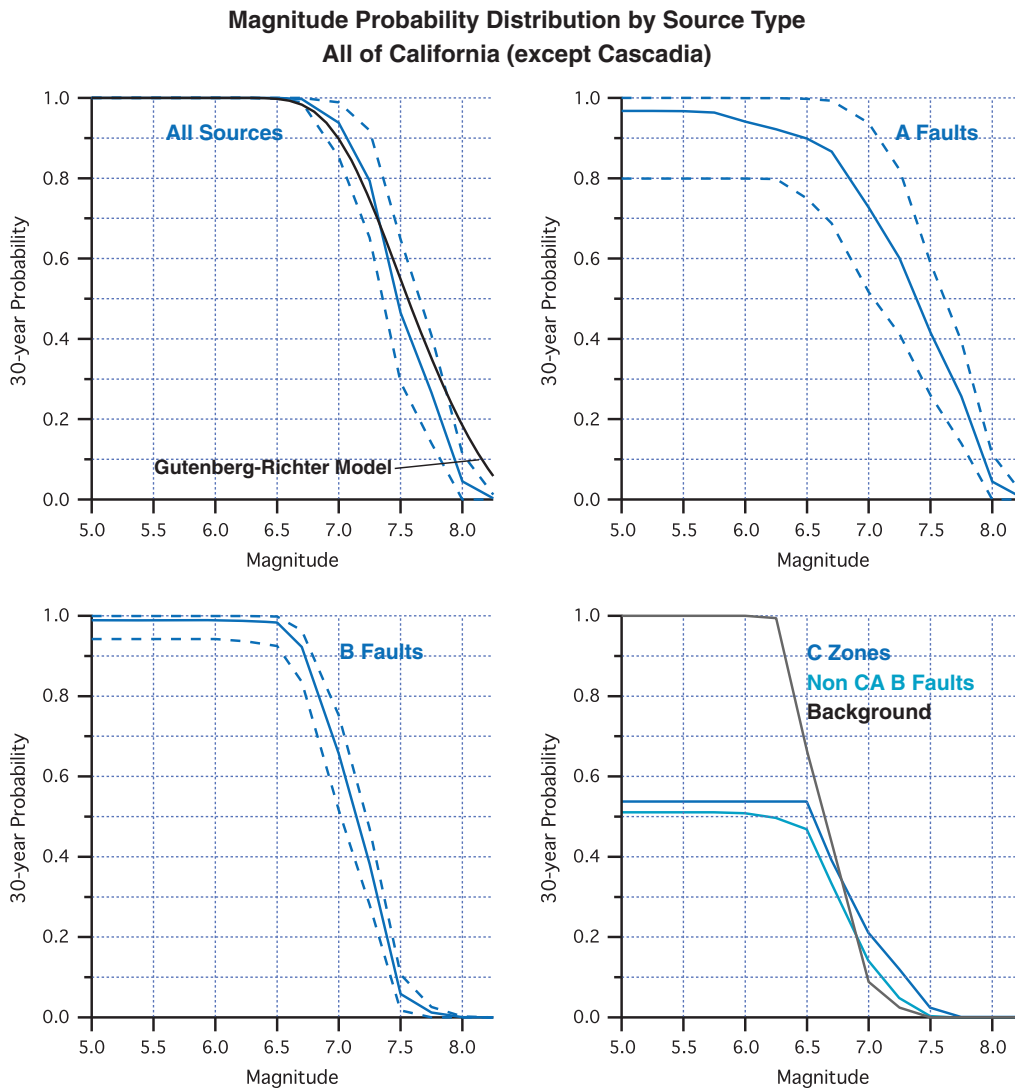 Magnitude Probability Distribution by Source Type
All of California (except Cascadia)
1.0
0.8
0.6
0.4
0.2
0.0
30-year Probability
All Sources
Gutenberg-Richter Model
5.0 5.5 6.0 6.5 7.0 7.5 8.0
Magnitude
1.0
0.8
0.6
0.4
0.2
0.0
30-year Probability
A Faults
5.0 5.5 6.0 6.5 7.0 7.5 8.0
Magnitude
1.0
0.8
0.6
0.4
0.2
0.0
30-year Probability
B Faults
5.0 5.5 6.0 6.5 7.0 7.5 8.0
Magnitude
1.0
0.8
0.6
0.4
0.2
0.0
30-year Probability
C Zones
Non CA B Faults
Background
5.0 5.5 6.0 6.5 7.0 7.5 8.0
Magnitude